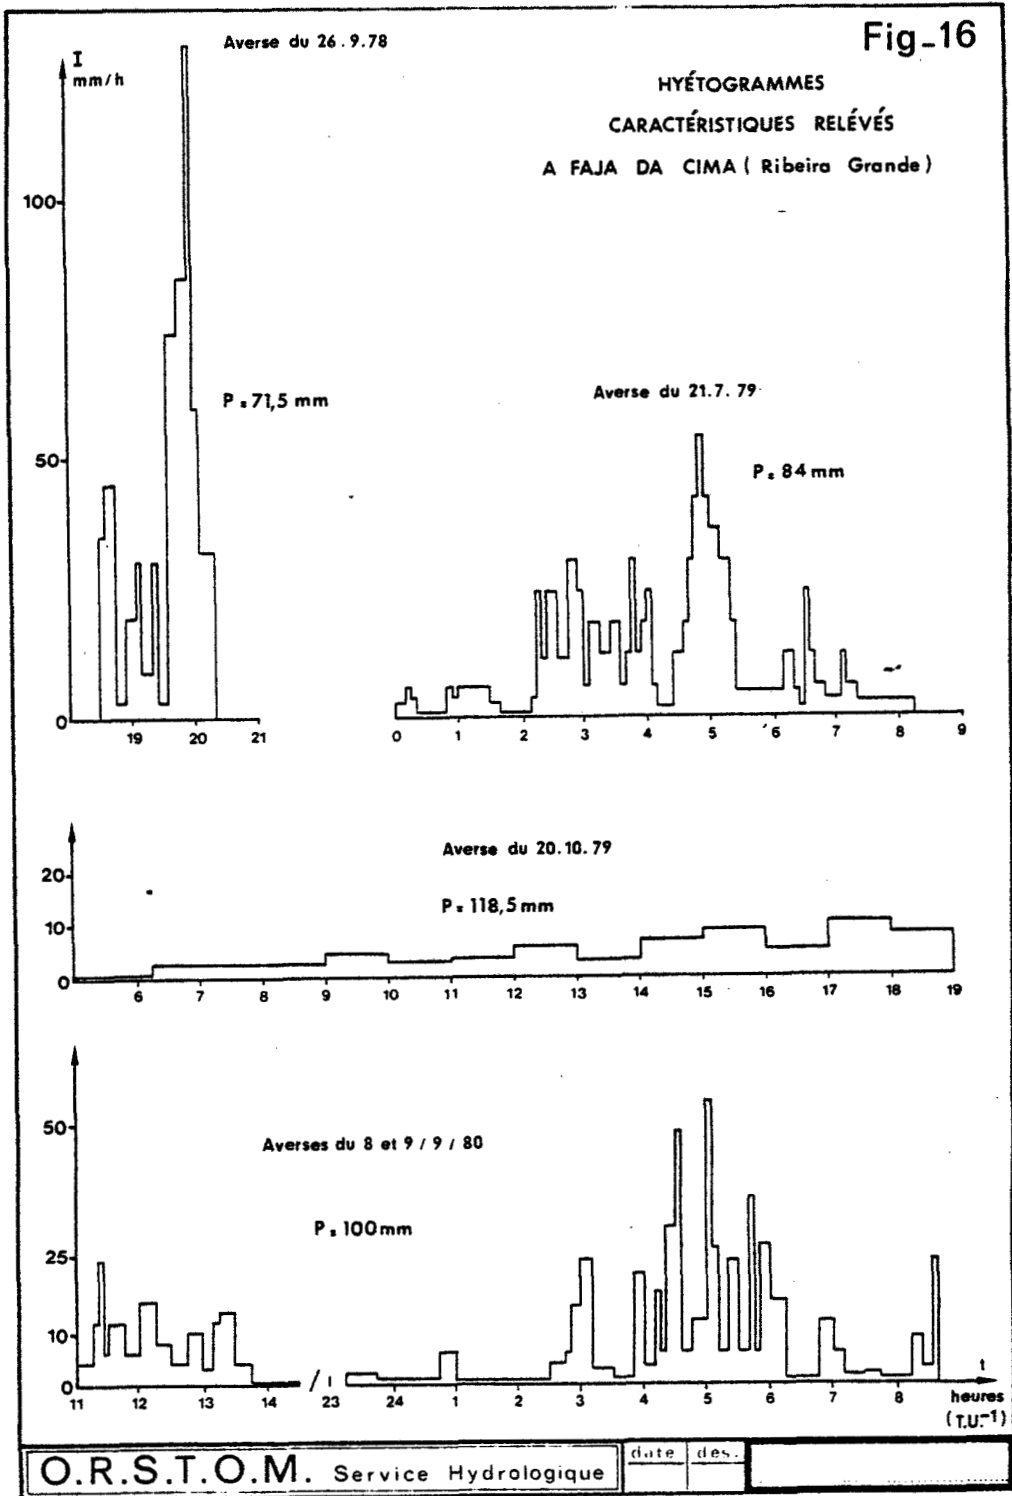 Fig_16
HYÉTOGRAMMES
CARACTÉRISTIQUES RELÉVÉS
A FAJA DA CIMA ( Ribeira Grande )
Averse du 26.9.78
I
mm/h
100
50
0
P = 71,5 mm
19 20 21
Averse du 21.7.79
P = 84 mm
0 1 2 3 4 5 6 7 8 9
Averse du 20.10.79
P = 118,5 mm
20
10
0
6 7 8 9 10 11 12 13 14 15 16 17 18 19
Averses du 8 et 9 / 9 / 80
P = 100 mm
50
25
10
0
11 12 13 14 23 24 1 2 3 4 5 6 7 8
t
heures
(T.U.-1)
O.R.S.T.O.M. Service Hydrologique
date des.